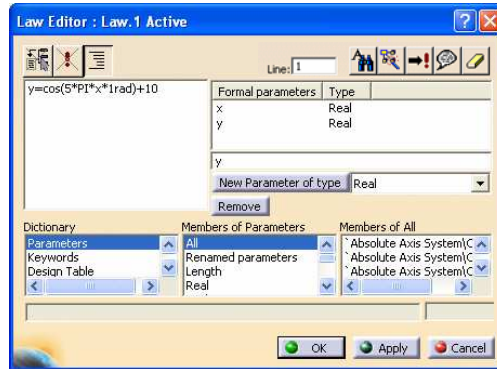 Law Editor : Law.1 Active
Line: 1
y=cos(5*PI*x*1rad)+10
Formal parameters Type
x Real
y Real
y
New Parameter of type Real
Remove
Dictionary Members of Parameters Members of All
Parameters All `Absolute Axis System\C
Keywords Renamed parameters `Absolute Axis System\C
Design Table Length `Absolute Axis System\C
Real
OK Apply Cancel